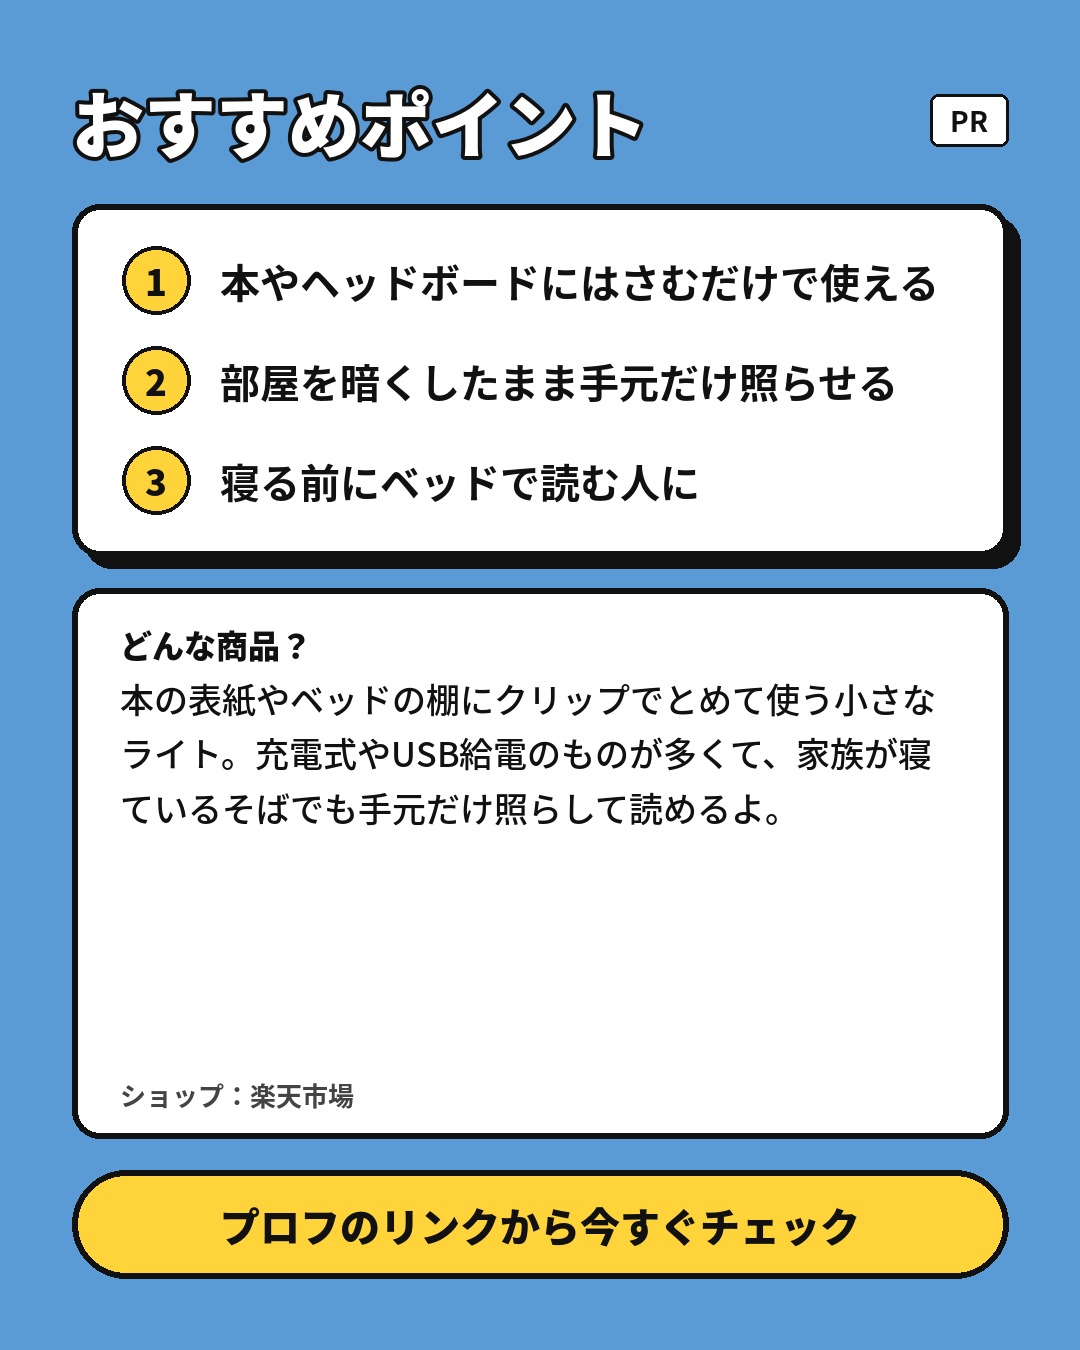 おすすめポイント
PR
1 本やヘッドボードにはさむだけで使える
2 部屋を暗くしたまま手元だけ照らせる
3 寝る前にベッドで読む人に
どんな商品？
本の表紙やベッドの棚にクリップでとめて使う小さな
ライト。充電式やUSB給電のものが多くて、家族が寝
ているそばでも手元だけ照らして読めるよ。
ショップ：楽天市場
プロフのリンクから今すぐチェック